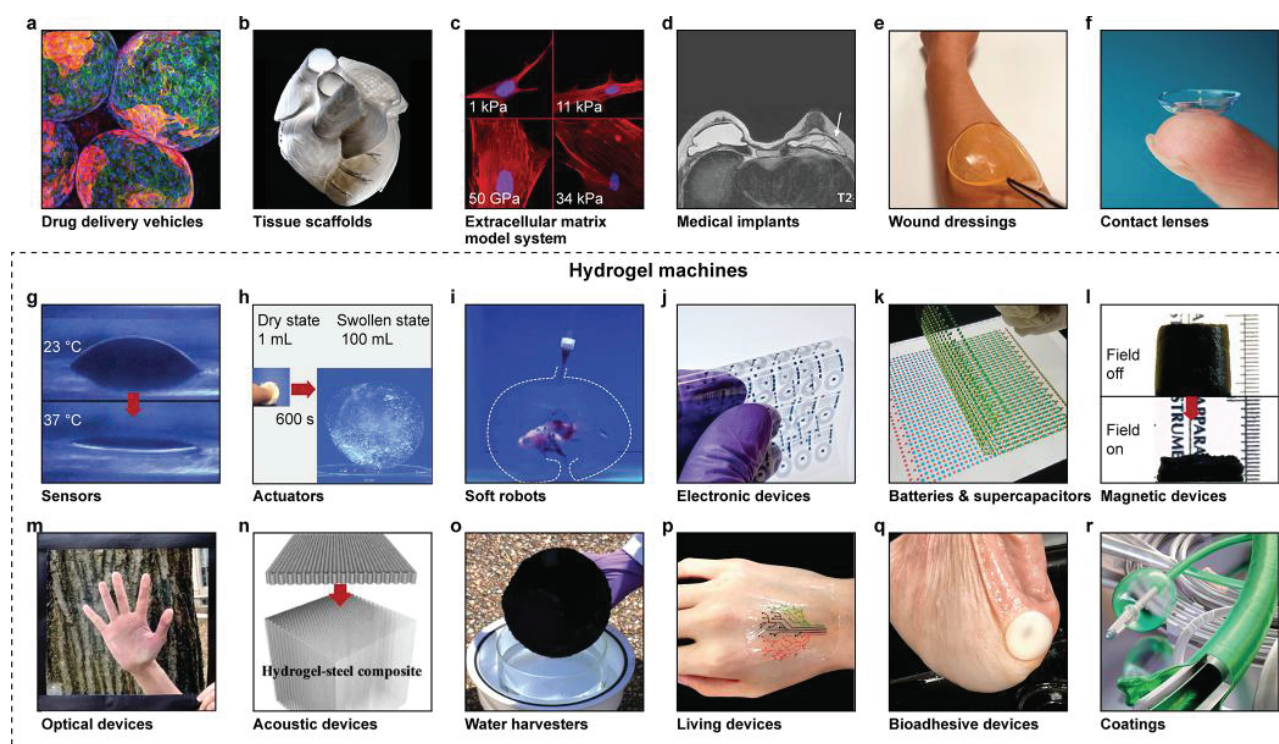 a
b
c
d
e
f
1 kPa
11 kPa
50 GPa
34 kPa
T2
Drug delivery vehicles
Tissue scaffolds
Extracellular matrix
model system
Medical implants
Wound dressings
Contact lenses
Hydrogel machines
g
h
i
j
k
l
23 °C
37 °C
Dry state
1 mL
Swollen state
100 mL
600 s
Field
off
Field
on
APPARA
STRUME
Sensors
Actuators
Soft robots
Electronic devices
Batteries & supercapacitors
Magnetic devices
m
n
o
p
q
r
Hydrogel-steel composite
Optical devices
Acoustic devices
Water harvesters
Living devices
Bioadhesive devices
Coatings